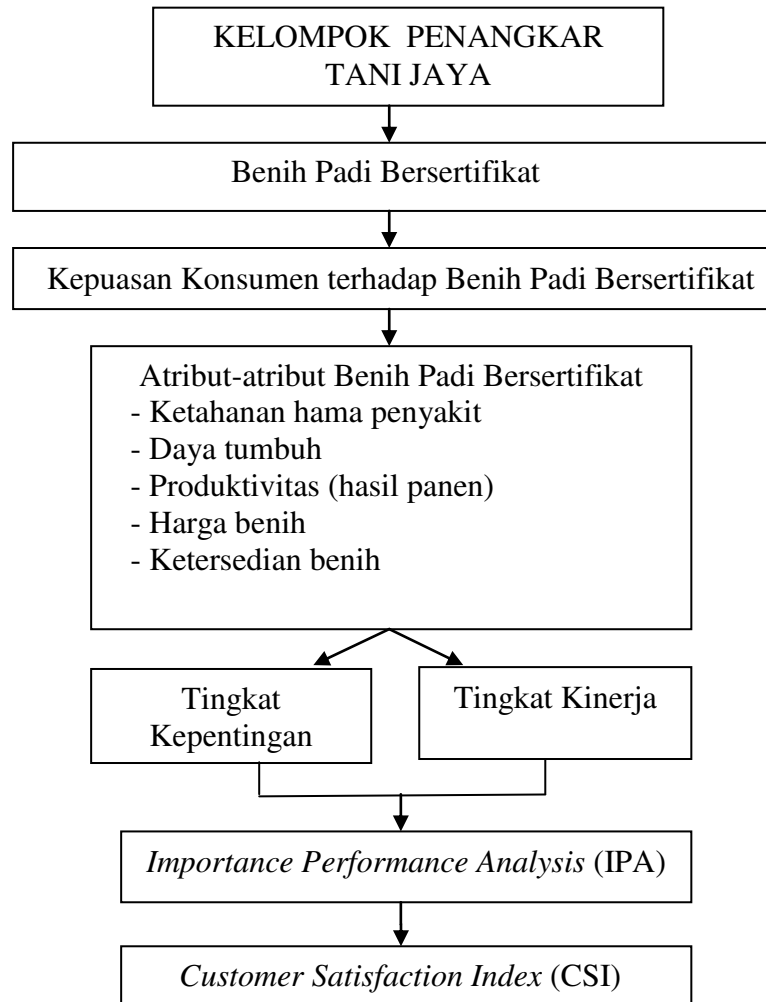 KELOMPOK PENANGKAR
TANI JAYA
Benih Padi Bersertifikat
Kepuasan Konsumen terhadap Benih Padi Bersertifikat
Atribut-atribut Benih Padi Bersertifikat
- Ketahanan hama penyakit
- Daya tumbuh
- Produktivitas (hasil panen)
- Harga benih
- Ketersedian benih
Tingkat
Kepentingan
Tingkat Kinerja
Importance Performance Analysis (IPA)
Customer Satisfaction Index (CSI)